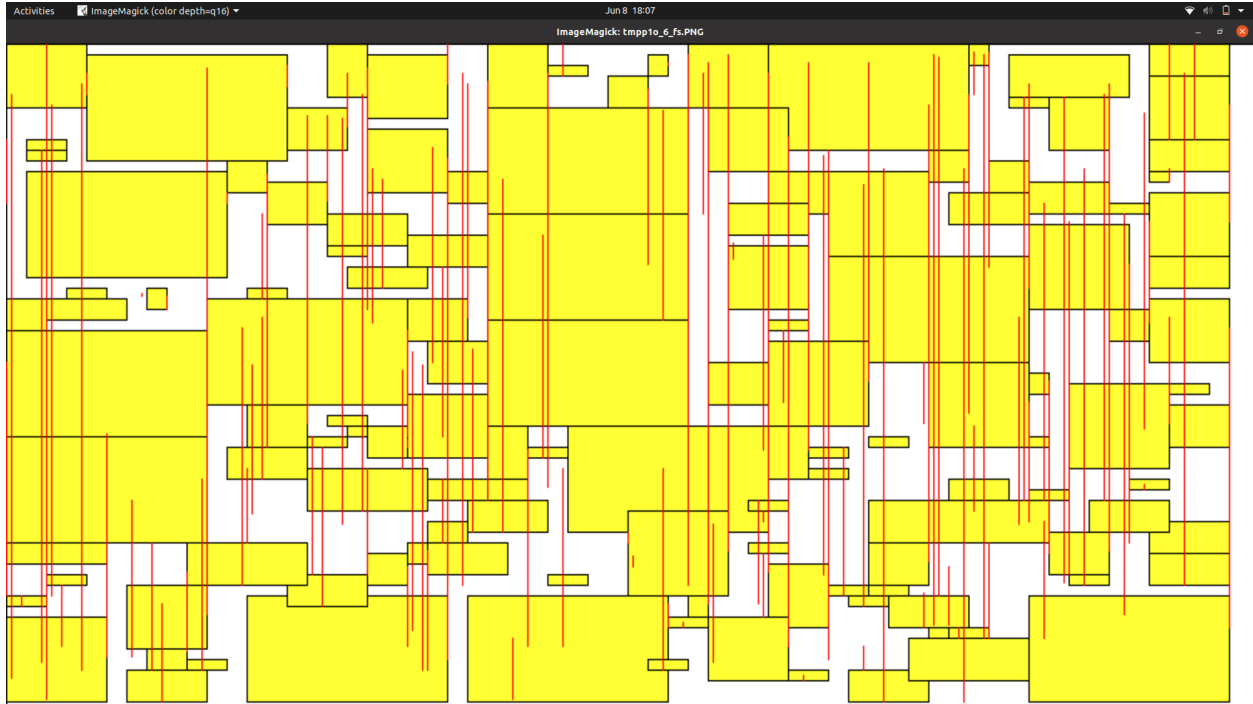 Activities
ImageMagick (color depth=q16)
Jun 8 18:07
ImageMagick: tmpp1o_6_fs.PNG